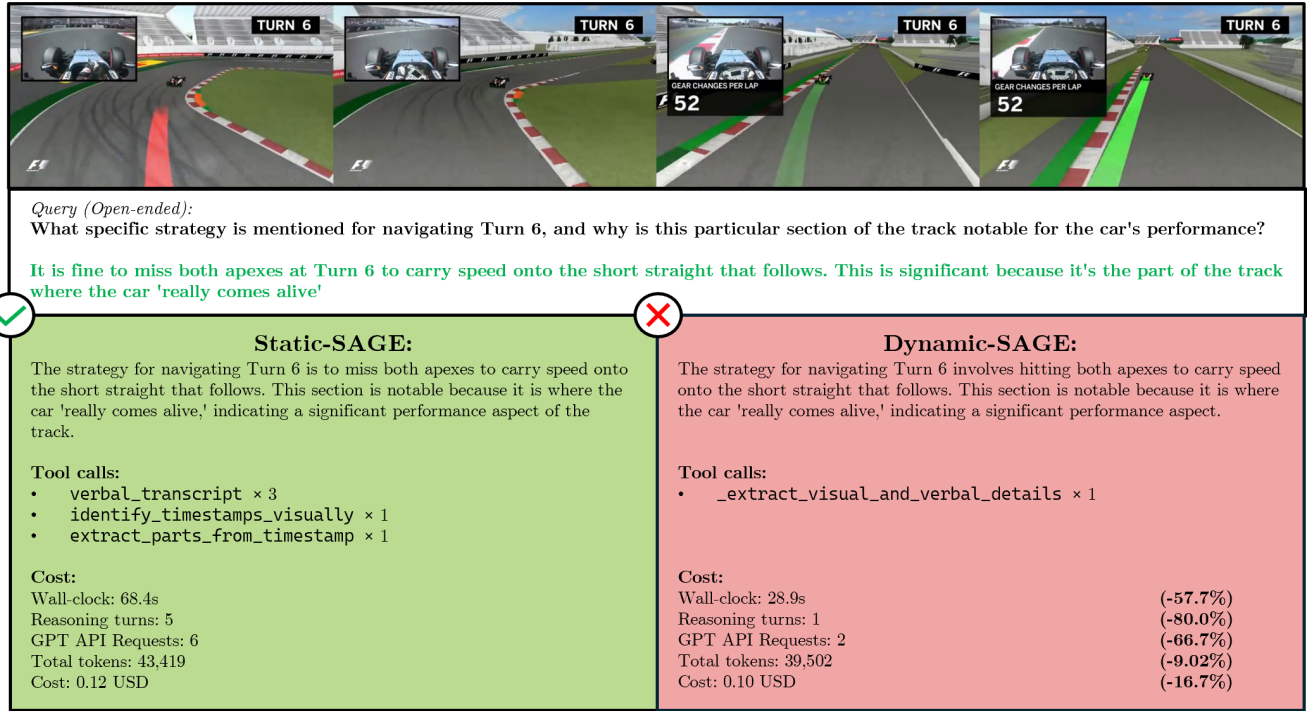 TURN 6
TURN 6
TURN 6
TURN 6
GEAR CHANGES PER LAP
52
GEAR CHANGES PER LAP
52
F1
F1
F1
F1
Query (Open-ended):
What specific strategy is mentioned for navigating Turn 6, and why is this particular section of the track notable for the car's performance?
It is fine to miss both apexes at Turn 6 to carry speed onto the short straight that follows. This is significant because it's the part of the track
where the car 'really comes alive'
Static-SAGE:
The strategy for navigating Turn 6 is to miss both apexes to carry speed onto
the short straight that follows. This section is notable because it is where the
car 'really comes alive,' indicating a significant performance aspect of the
track.
Tool calls:
• verbal_transcript × 3
• identify_timestamps_visually × 1
• extract_parts_from_timestamp × 1
Cost:
Wall-clock: 68.4s
Reasoning turns: 5
GPT API Requests: 6
Total tokens: 43,419
Cost: 0.12 USD
Dynamic-SAGE:
The strategy for navigating Turn 6 involves hitting both apexes to carry speed
onto the short straight that follows. This section is notable because it is where
the car 'really comes alive,' indicating a significant performance aspect.
Tool calls:
• _extract_visual_and_verbal_details × 1
Cost:
Wall-clock: 28.9s (-57.7%)
Reasoning turns: 1 (-80.0%)
GPT API Requests: 2 (-66.7%)
Total tokens: 39,502 (-9.02%)
Cost: 0.10 USD (-16.7%)